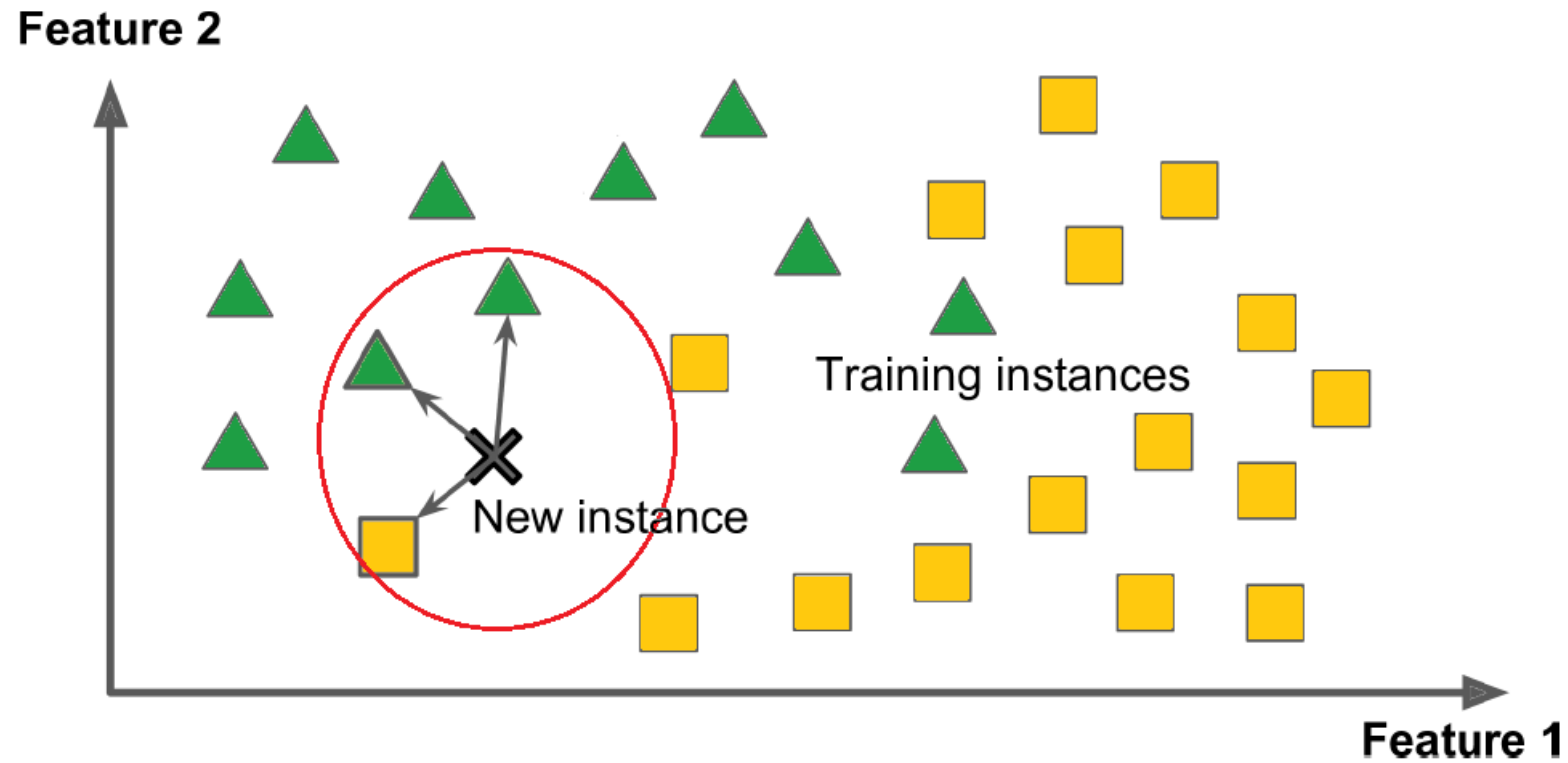 Feature 2
Training instances
New instance
Feature 1